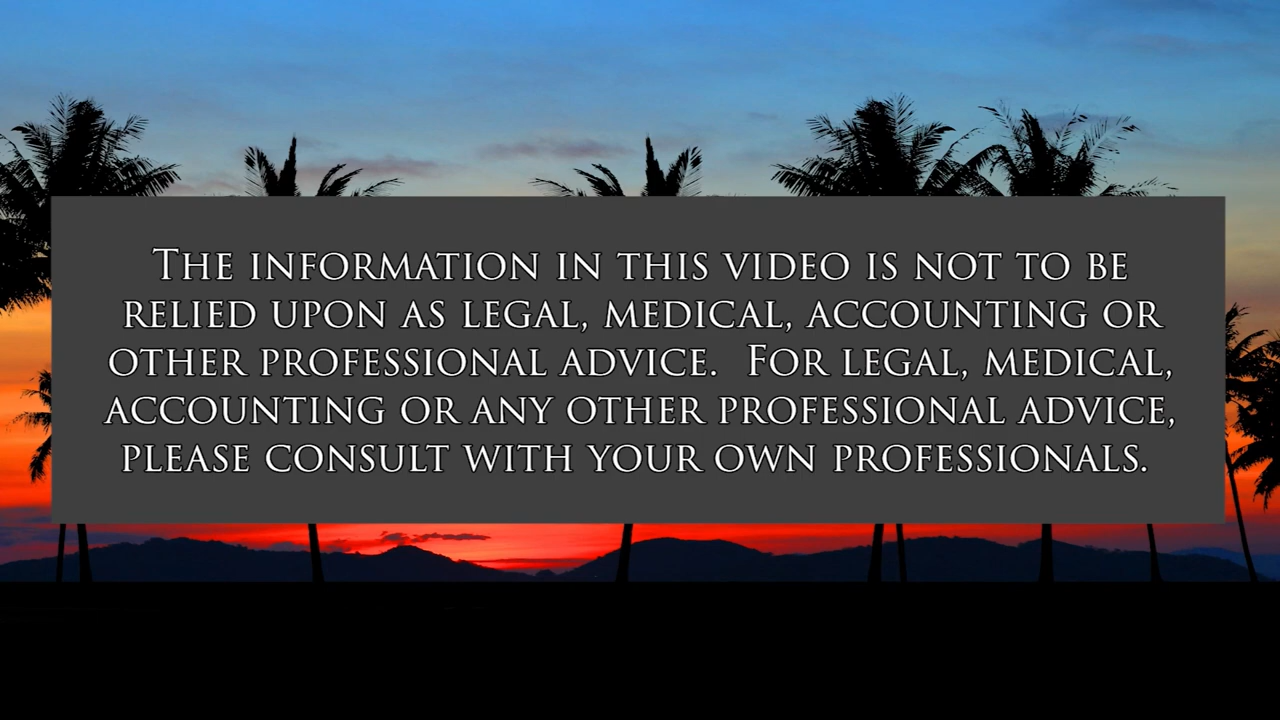 The information in this video is not to be
relied upon as legal, medical, accounting or
other professional advice.  For legal, medical,
accounting or any other professional advice,
please consult with your own professionals.